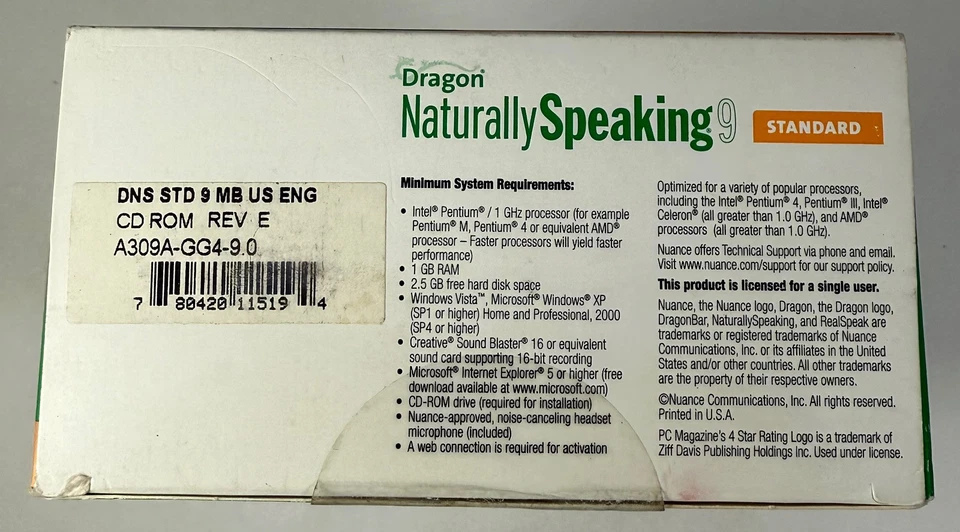 Dragon®
NaturallySpeaking® 9 STANDARD
DNS STD 9 MB US ENG
CD ROM REV E
A309A-GG4-9.0
7 80420 11519 4
Minimum System Requirements:
• Intel® Pentium® / 1 GHz processor (for example
Pentium® M, Pentium® 4 or equivalent AMD®
processor – Faster processors will yield faster
performance)
• 1 GB RAM
• 2.5 GB free hard disk space
• Windows Vista™, Microsoft® Windows® XP
(SP1 or higher) Home and Professional, 2000
(SP4 or higher)
• Creative® Sound Blaster® 16 or equivalent
sound card supporting 16-bit recording
• Microsoft® Internet Explorer® 5 or higher (free
download available at www.microsoft.com)
• CD-ROM drive (required for installation)
• Nuance-approved, noise-canceling headset
microphone (included)
• A web connection is required for activation
Optimized for a variety of popular processors,
including the Intel® Pentium® 4, Pentium® III, Intel®
Celeron® (all greater than 1.0 GHz), and AMD®
processors (all greater than 1.0 GHz).
Nuance offers Technical Support via phone and email.
Visit www.nuance.com/support for our support policy.
This product is licensed for a single user.
Nuance, the Nuance logo, Dragon, the Dragon logo,
DragonBar, NaturallySpeaking, and RealSpeak are
trademarks or registered trademarks of Nuance
Communications, Inc. or its affiliates in the United
States and/or other countries. All other trademarks
are the property of their respective owners.
©Nuance Communications, Inc. All rights reserved.
Printed in U.S.A.
PC Magazine's 4 Star Rating Logo is a trademark of
Ziff Davis Publishing Holdings Inc. Used under license.